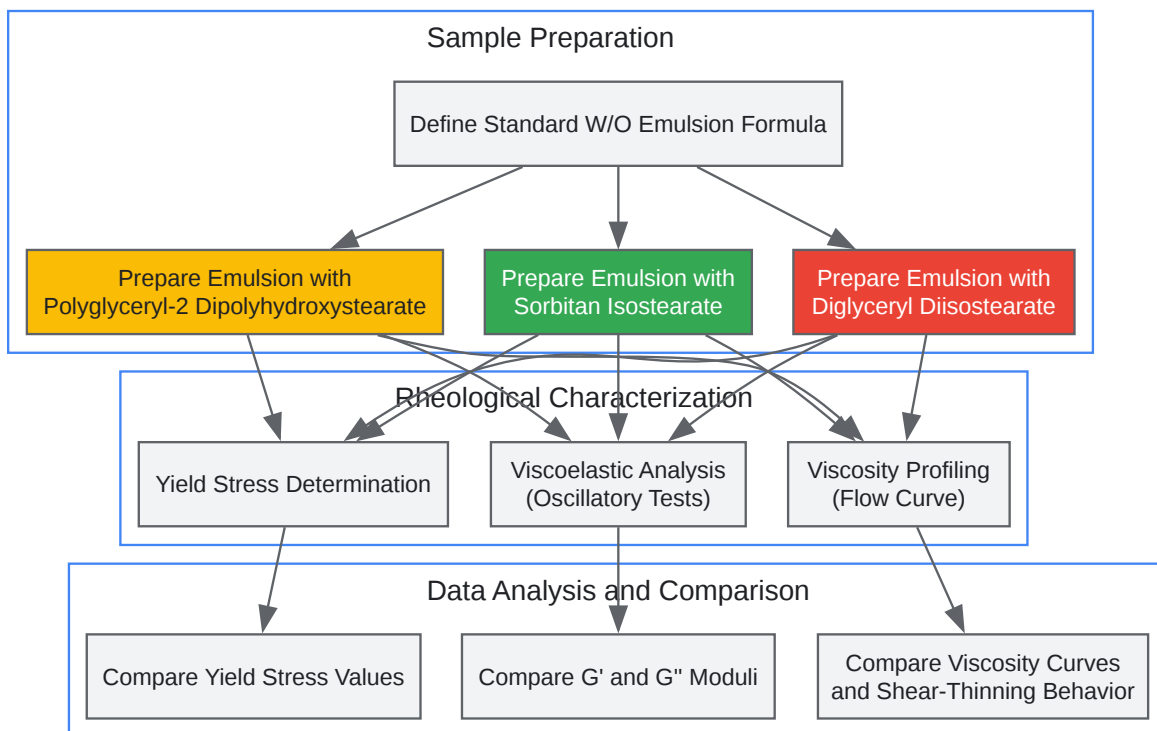 Sample Preparation
Define Standard W/O Emulsion Formula
Prepare Emulsion with
Polyglyceryl-2 Dipolyhydroxystearate
Prepare Emulsion with
Sorbitan Isostearate
Prepare Emulsion with
Diglyceryl Diisostearate
Rheological Characterization
Yield Stress Determination
Viscoelastic Analysis
(Oscillatory Tests)
Viscosity Profiling
(Flow Curve)
Data Analysis and Comparison
Compare Yield Stress Values
Compare G' and G'' Moduli
Compare Viscosity Curves
and Shear-Thinning Behavior